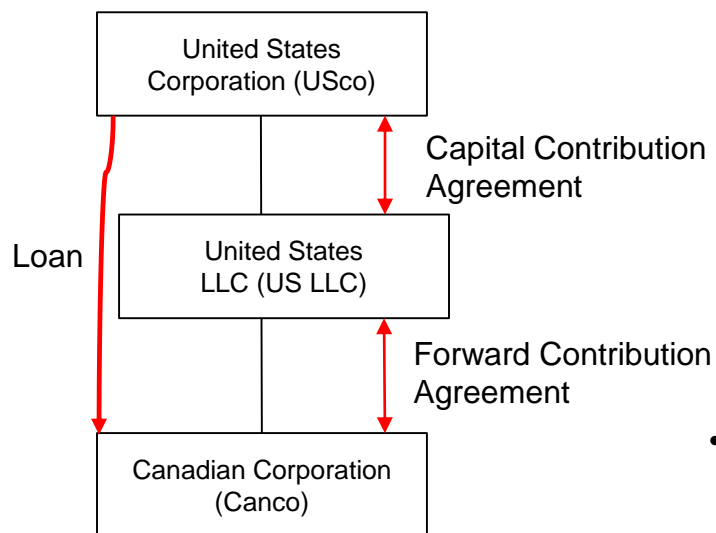 United States
Corporation (USco)
Capital Contribution
Agreement
Loan
United States
LLC (US LLC)
Forward Contribution
Agreement
•
Canadian Corporation
(Canco)